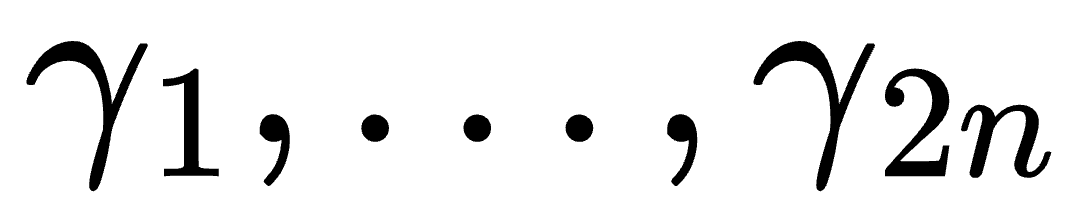 γ₁, . . . , γ₂ₙ